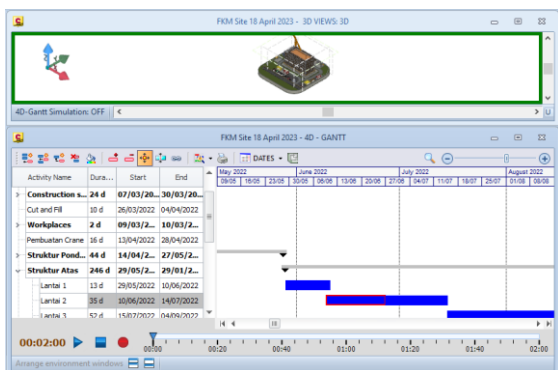 FKM Site 18 April 2023 - 3D VIEWS: 3D
4D-Gantt Simulation: OFF
FKM Site 18 April 2023 - 4D - GANTT
DATES
Activity Name Dura... Start End
May 2022 June 2022 July 2022 August 2022
09/05 16/05 23/05 30/05 06/06 13/06 20/06 27/06 04/07 11/07 18/07 25/07 01/08 08/08
Construction s... 24 d 07/03/20... 30/03/20...
Cut and Fill 10 d 26/03/2022 04/04/2022
Workplaces 2 d 09/03/2... 10/03/2...
Pembuatan Crane 16 d 13/04/2022 28/04/2022
Struktur Pond... 44 d 14/04/2... 27/05/2...
Struktur Atas 246 d 29/05/2... 29/01/2...
Lantai 1 13 d 29/05/2022 10/06/2022
Lantai 2 35 d 10/06/2022 14/07/2022
Lantai 3 52 d 15/07/2022 04/09/2022
00:02:00
00:00 00:20 00:40 01:00 01:20 01:40 02:00
Arrange environment windows